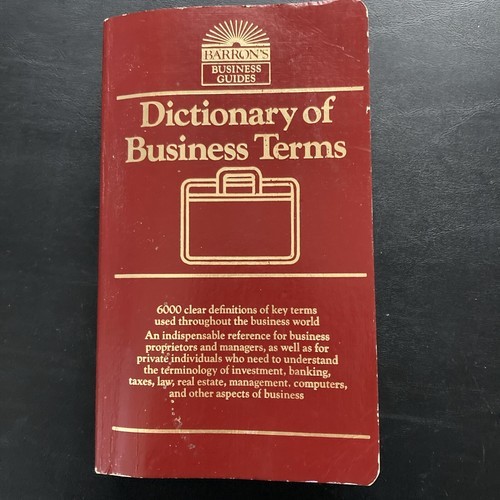 BARRON'S
BUSINESS
GUIDES
Dictionary of
Business Terms
6000 clear definitions of key terms
used throughout the business world
An indispensable reference for business
proprietors and managers, as well as for
private individuals who need to understand
the terminology of investment, banking,
taxes, law, real estate, management, computers,
and other aspects of business